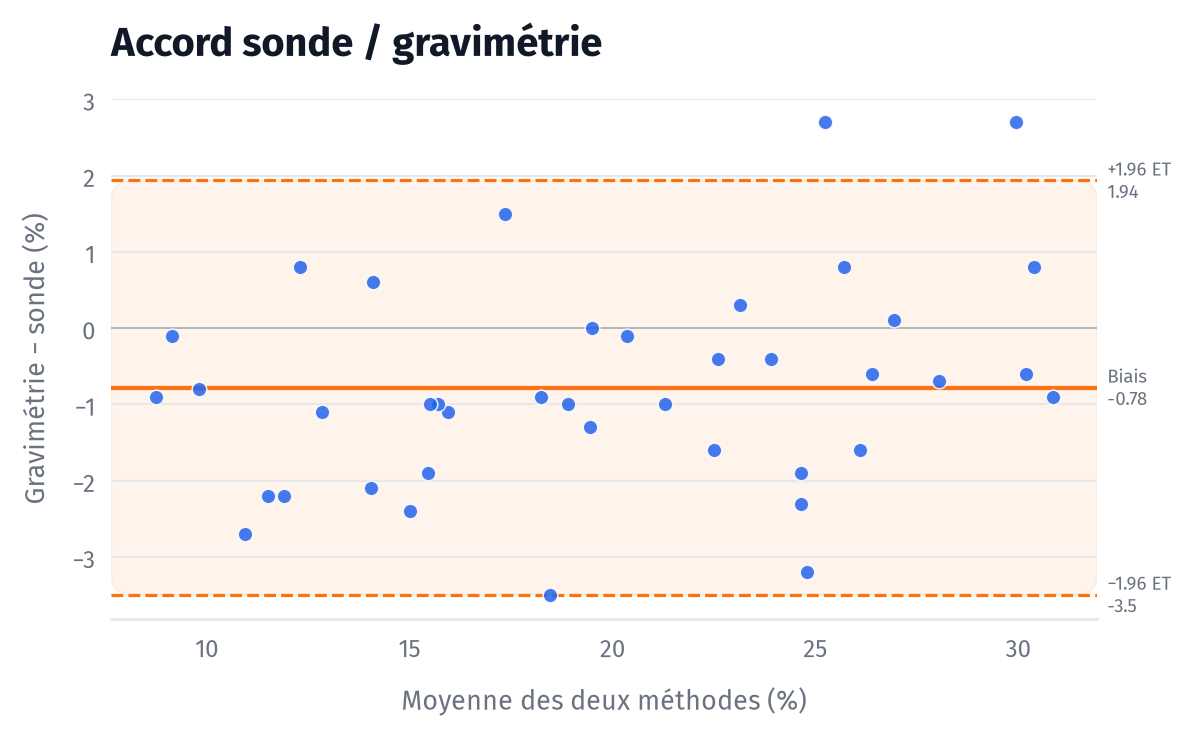 Accord sonde / gravimétrie
Gravimétrie – sonde (%)
3
2
1
0
−1
−2
−3
+1.96 ET
1.94
Biais
-0.78
−1.96 ET
-3.5
10
15
20
25
30
Moyenne des deux méthodes (%)